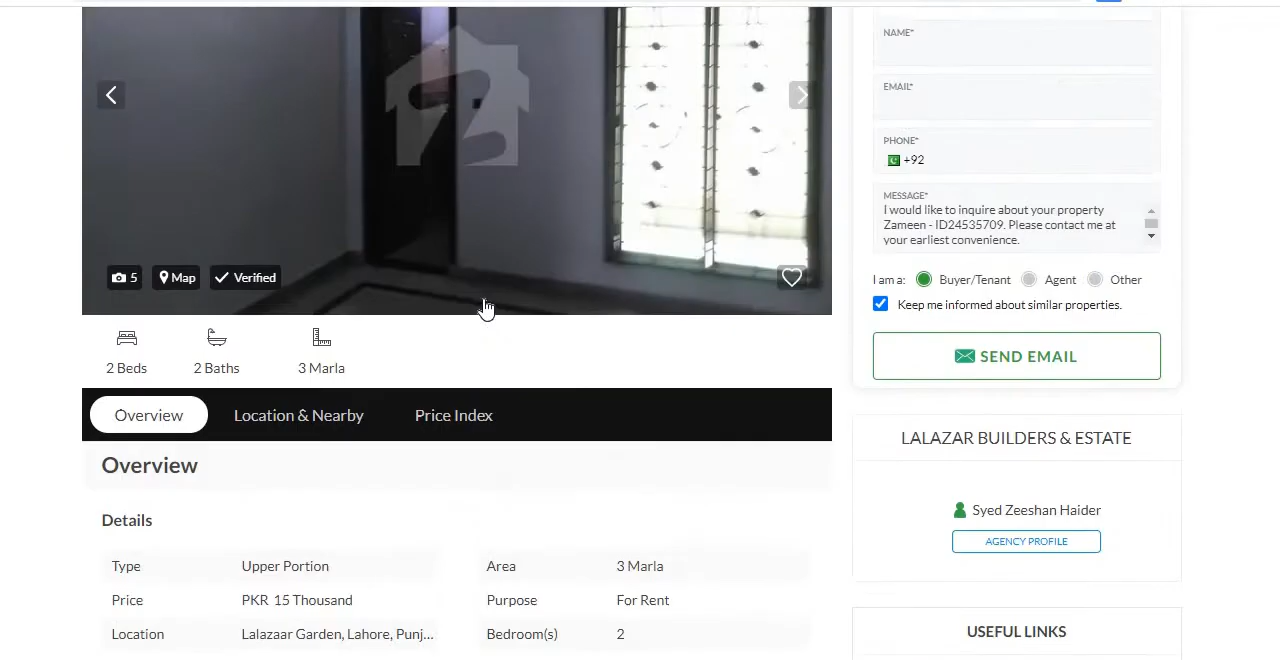 5
Map
Verified
2 Beds
2 Baths
3 Marla
Overview
Location & Nearby
Price Index
Overview
Details
Type
Upper Portion
Area
3 Marla
Price
PKR 15 Thousand
Purpose
For Rent
Location
Lalazaar Garden, Lahore, Punj...
Bedroom(s)
2
NAME*
EMAIL*
PHONE*
+92
MESSAGE*
I would like to inquire about your property
Zameen - ID24535709. Please contact me at
your earliest convenience.
I am a:
Buyer/Tenant
Agent
Other
Keep me informed about similar properties.
SEND EMAIL
LALAZAR BUILDERS & ESTATE
Syed Zeeshan Haider
AGENCY PROFILE
USEFUL LINKS